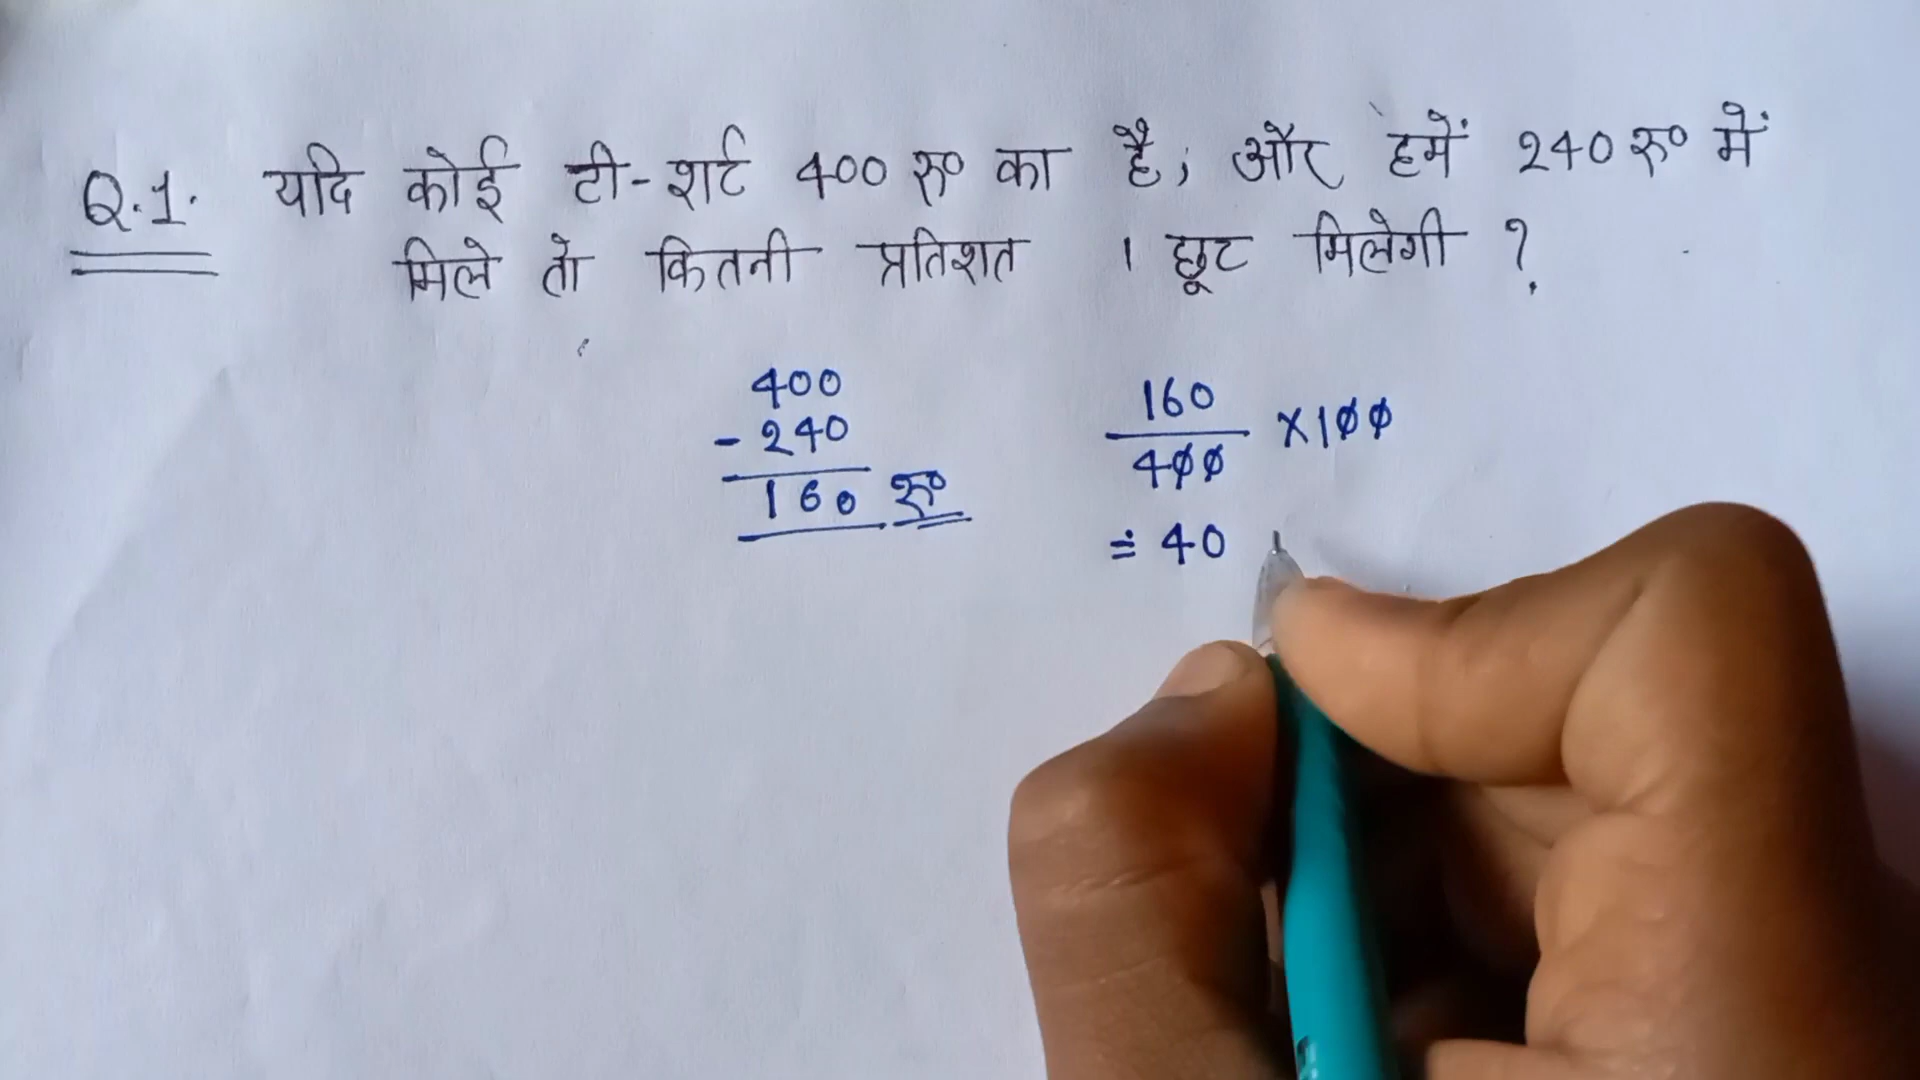 Q.1. यदि कोई टी-शर्ट 400 रु० का है, और हमें 240 रु० में
मिले तो कितनी प्रतिशत । छूट मिलेगी ?
400
- 240
160 रु०
160
400
×100
= 40